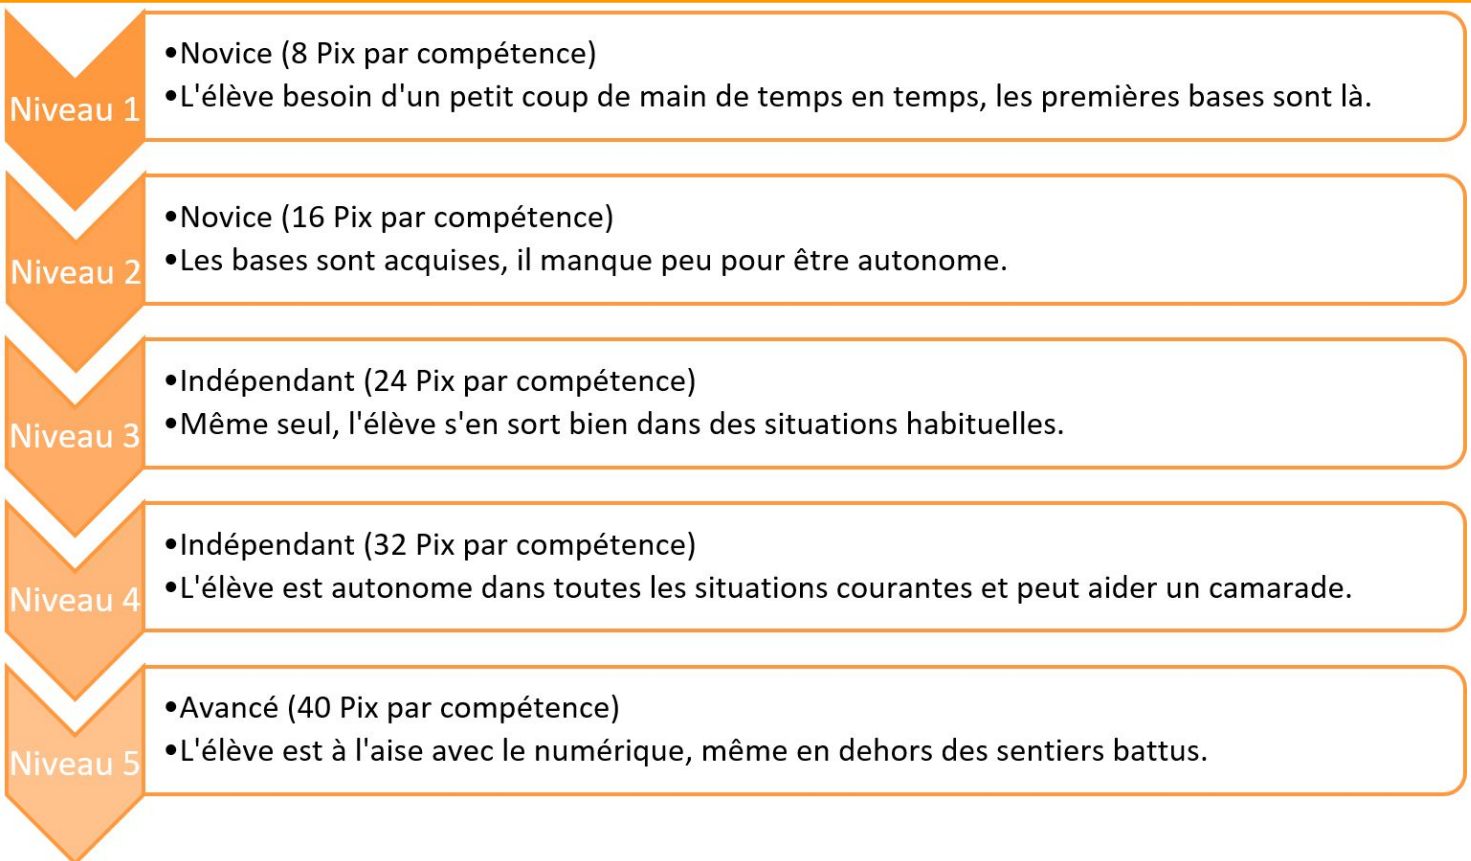 Niveau 1
•Novice (8 Pix par compétence)
•L'élève besoin d'un petit coup de main de temps en temps, les premières bases sont là.
Niveau 2
•Novice (16 Pix par compétence)
•Les bases sont acquises, il manque peu pour être autonome.
Niveau 3
•Indépendant (24 Pix par compétence)
•Même seul, l'élève s'en sort bien dans des situations habituelles.
Niveau 4
•Indépendant (32 Pix par compétence)
•L'élève est autonome dans toutes les situations courantes et peut aider un camarade.
Niveau 5
•Avancé (40 Pix par compétence)
•L'élève est à l'aise avec le numérique, même en dehors des sentiers battus.